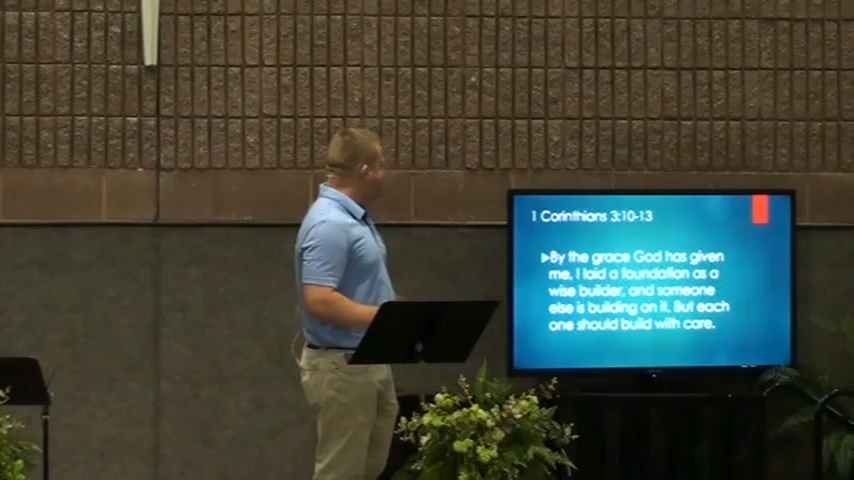 1 Corinthians 3:10-13
By the grace God has given
me, I laid a foundation as a
wise builder, and someone
else is building on it. But each
one should build with care.